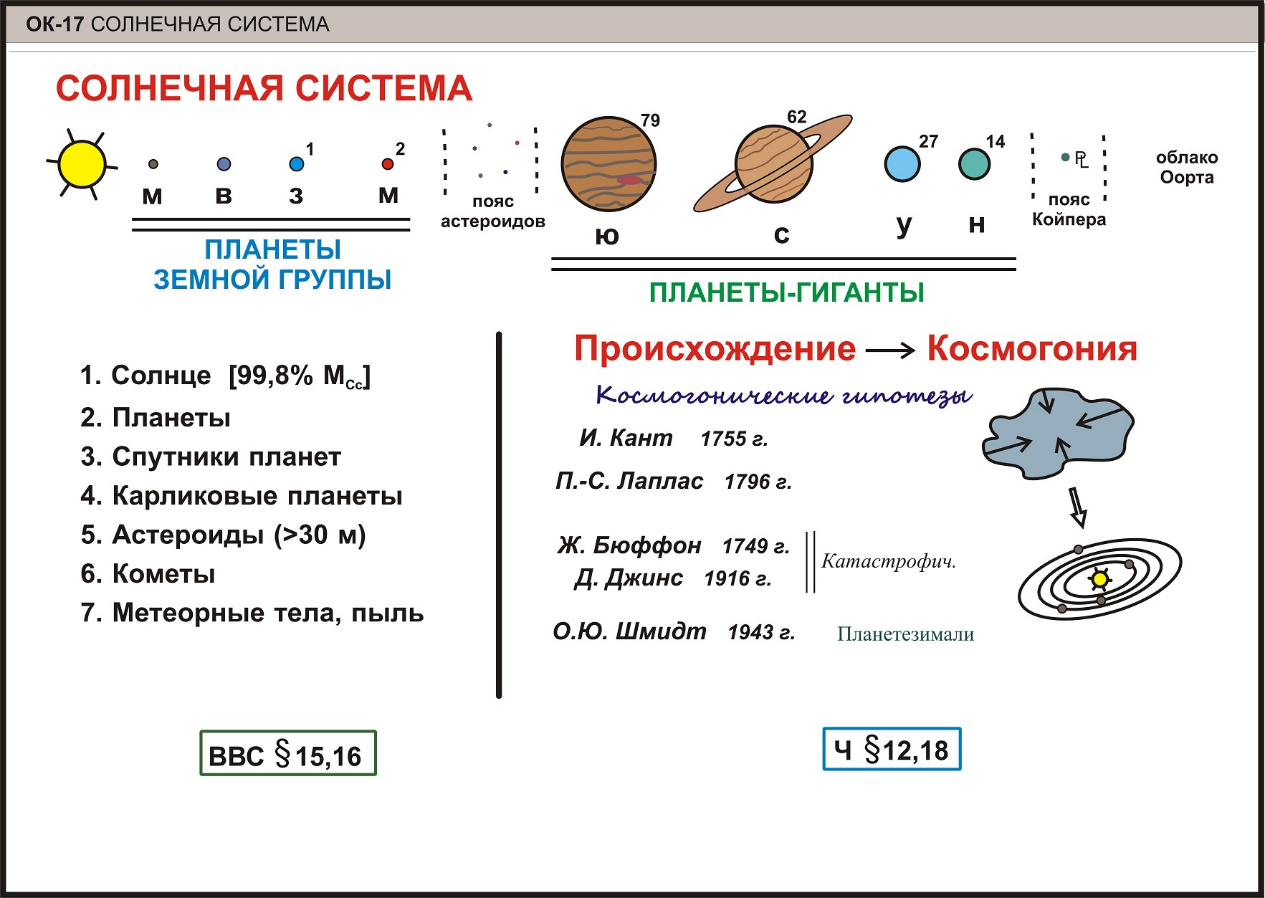 ОК-17 СОЛНЕЧНАЯ СИСТЕМА
СОЛНЕЧНАЯ СИСТЕМА
м
в
1
з
2
м
пояс
астероидов
79
ю
62
с
27
у
14
н
PL
пояс
Койпера
облако
Оорта
ПЛАНЕТЫ
ЗЕМНОЙ ГРУППЫ
ПЛАНЕТЫ-ГИГАНТЫ
1. Солнце [99,8% МСс]
2. Планеты
3. Спутники планет
4. Карликовые планеты
5. Астероиды (>30 м)
6. Кометы
7. Метеорные тела, пыль
ВВС §15,16
Происхождение → Космогония
Космогонические гипотезы
И. Кант 1755 г.
П.-С. Лаплас 1796 г.
Ж. Бюффон 1749 г.
Д. Джинс 1916 г.
Катастрофич.
О.Ю. Шмидт 1943 г. Планетезимали
Ч §12,18